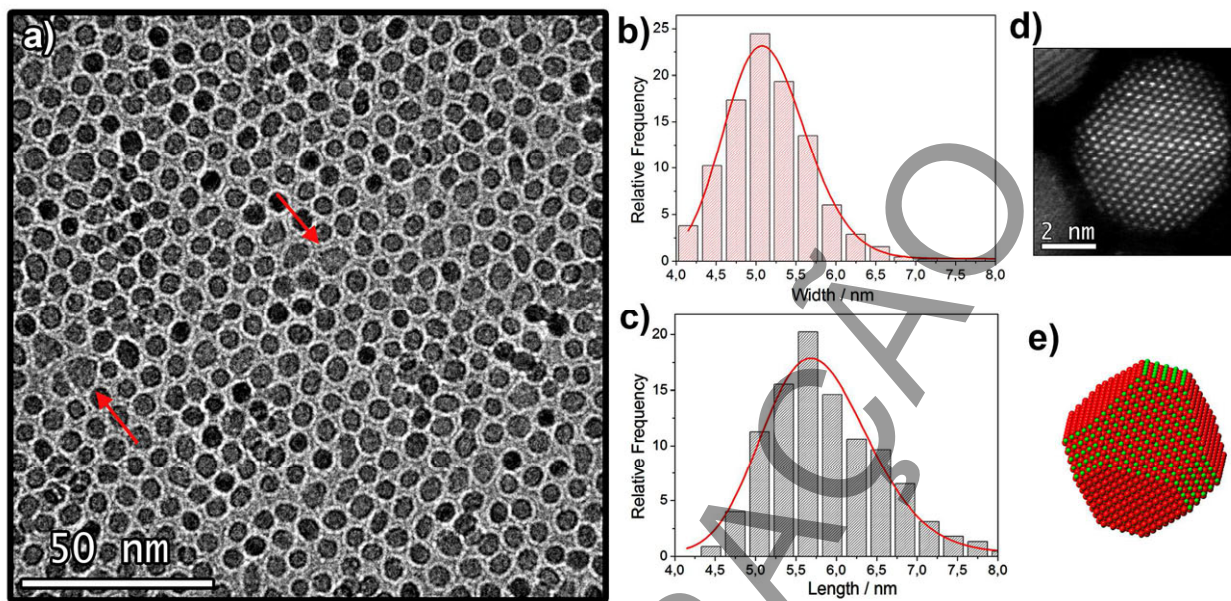 a)
50 nm
b)
Relative Frequency
25
20
15
10
5
0
4,0 4,5 5,0 5,5 6,0 6,5 7,0 7,5 8,0
Width / nm
c)
Relative Frequency
20
15
10
5
0
4,0 4,5 5,0 5,5 6,0 6,5 7,0 7,5 8,0
Length / nm
d)
2 nm
e)
AÇÃO